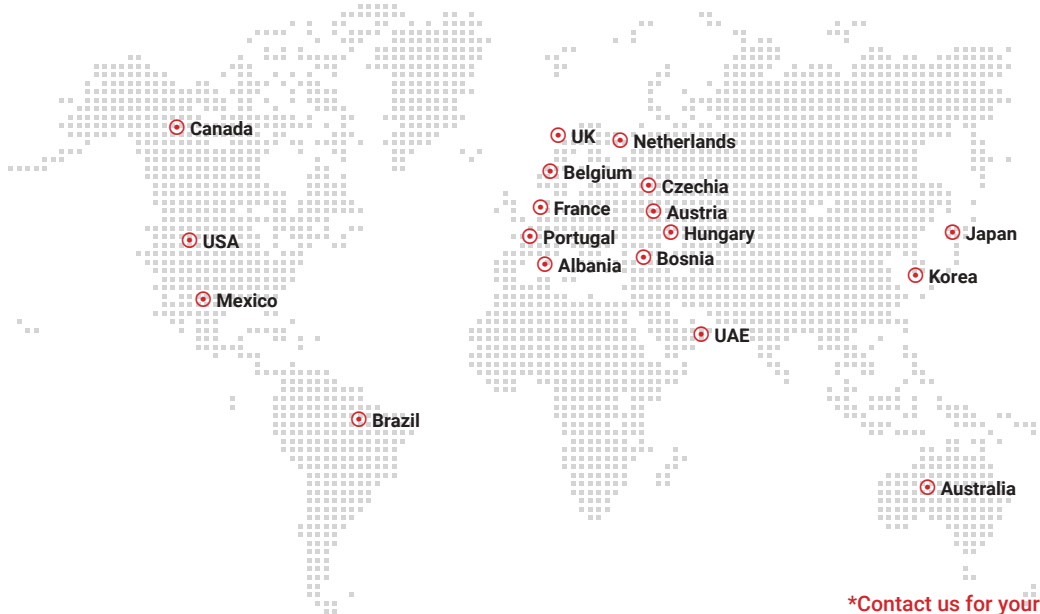 Canada
UK
Netherlands
Belgium
Czechia
France
Austria
USA
Portugal
Hungary
Japan
Albania
Bosnia
Korea
Mexico
UAE
Brazil
Australia
*Contact us for your